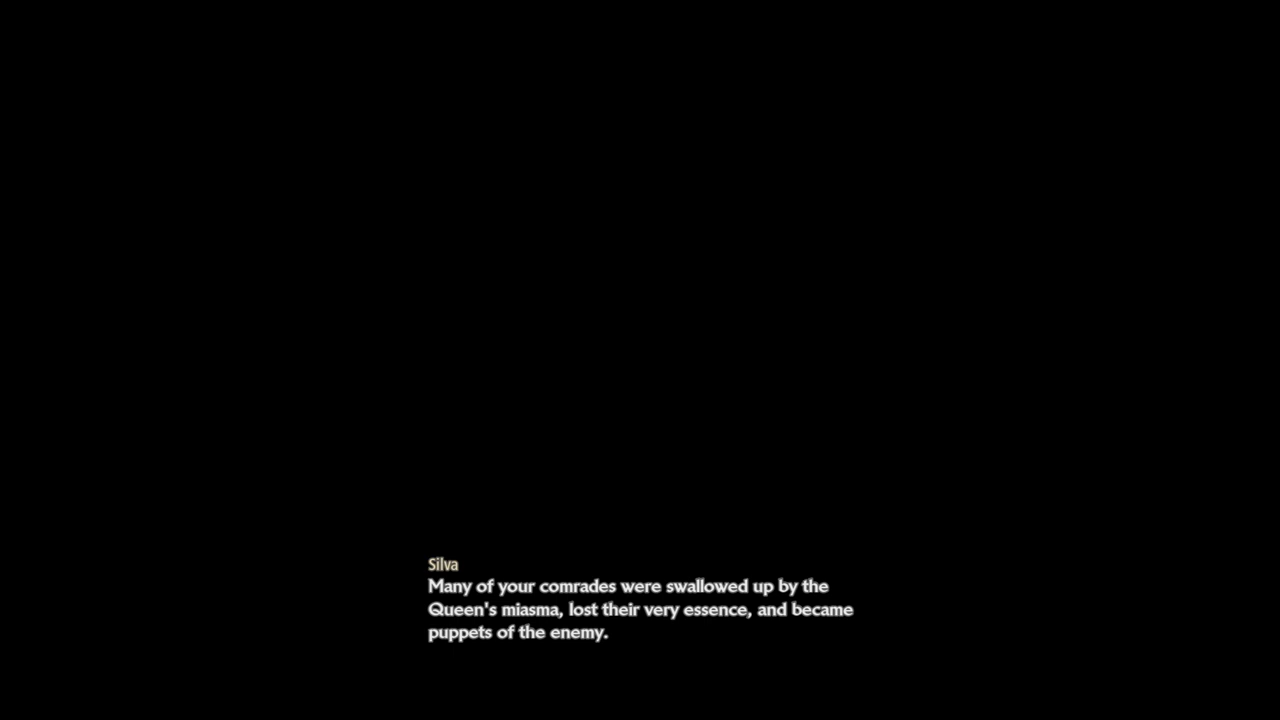 Silva
Many of your comrades were swallowed up by the
Queen's miasma, lost their very essence, and became
puppets of the enemy.